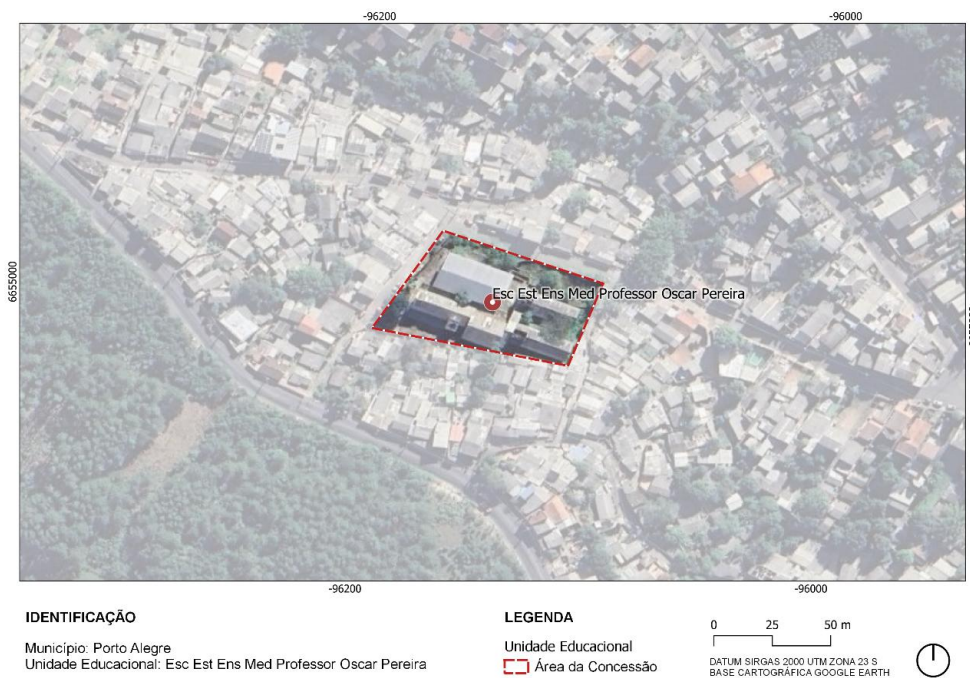 -96200
-96000
6655000
Esc Est Ens Med Professor Oscar Pereira
-96200
-96000
IDENTIFICAÇÃO
Município: Porto Alegre
Unidade Educacional: Esc Est Ens Med Professor Oscar Pereira
LEGENDA
Unidade Educacional
Área da Concessão
0 25 50 m
DATUM SIRGAS 2000 UTM ZONA 23 S
BASE CARTOGRÁFICA GOOGLE EARTH